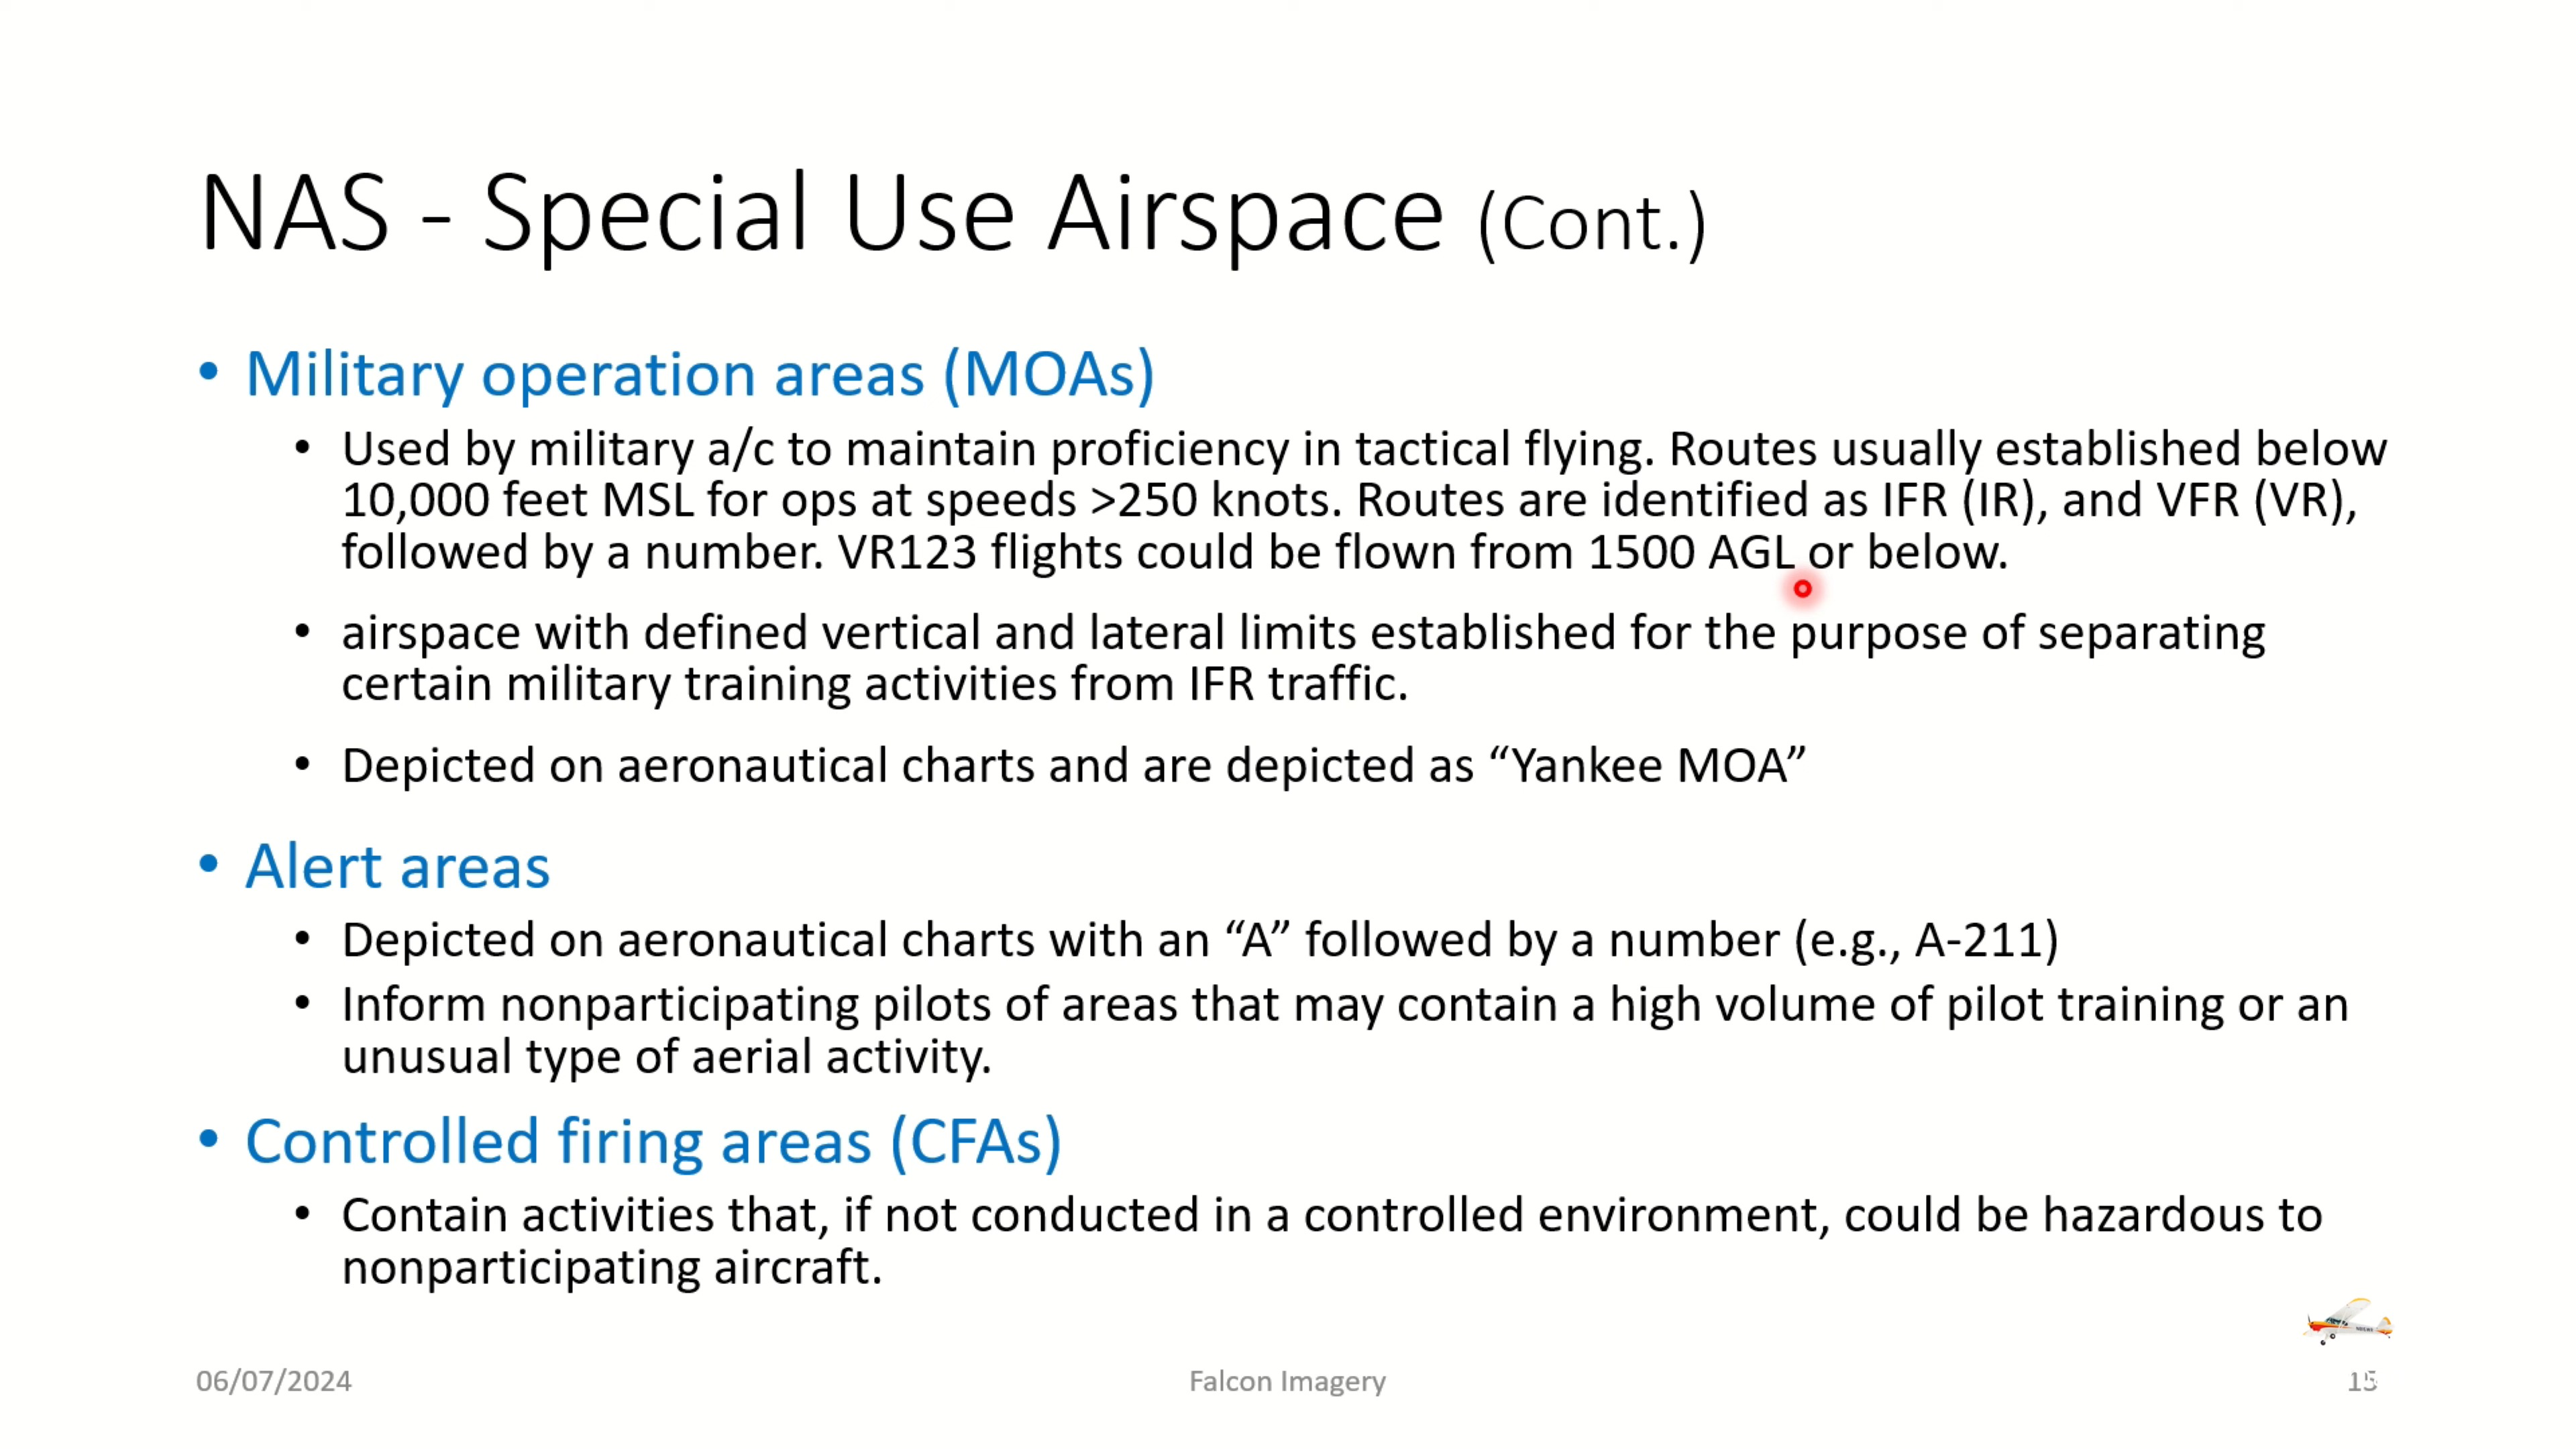 NAS - Special Use Airspace (Cont.)
• Military operation areas (MOAs)
• Used by military a/c to maintain proficiency in tactical flying. Routes usually established below
10,000 feet MSL for ops at speeds >250 knots. Routes are identified as IFR (IR), and VFR (VR),
followed by a number. VR123 flights could be flown from 1500 AGL or below.
• airspace with defined vertical and lateral limits established for the purpose of separating
certain military training activities from IFR traffic.
• Depicted on aeronautical charts and are depicted as “Yankee MOA”
• Alert areas
• Depicted on aeronautical charts with an “A” followed by a number (e.g., A-211)
• Inform nonparticipating pilots of areas that may contain a high volume of pilot training or an
unusual type of aerial activity.
• Controlled firing areas (CFAs)
• Contain activities that, if not conducted in a controlled environment, could be hazardous to
nonparticipating aircraft.
06/07/2024
Falcon Imagery
15